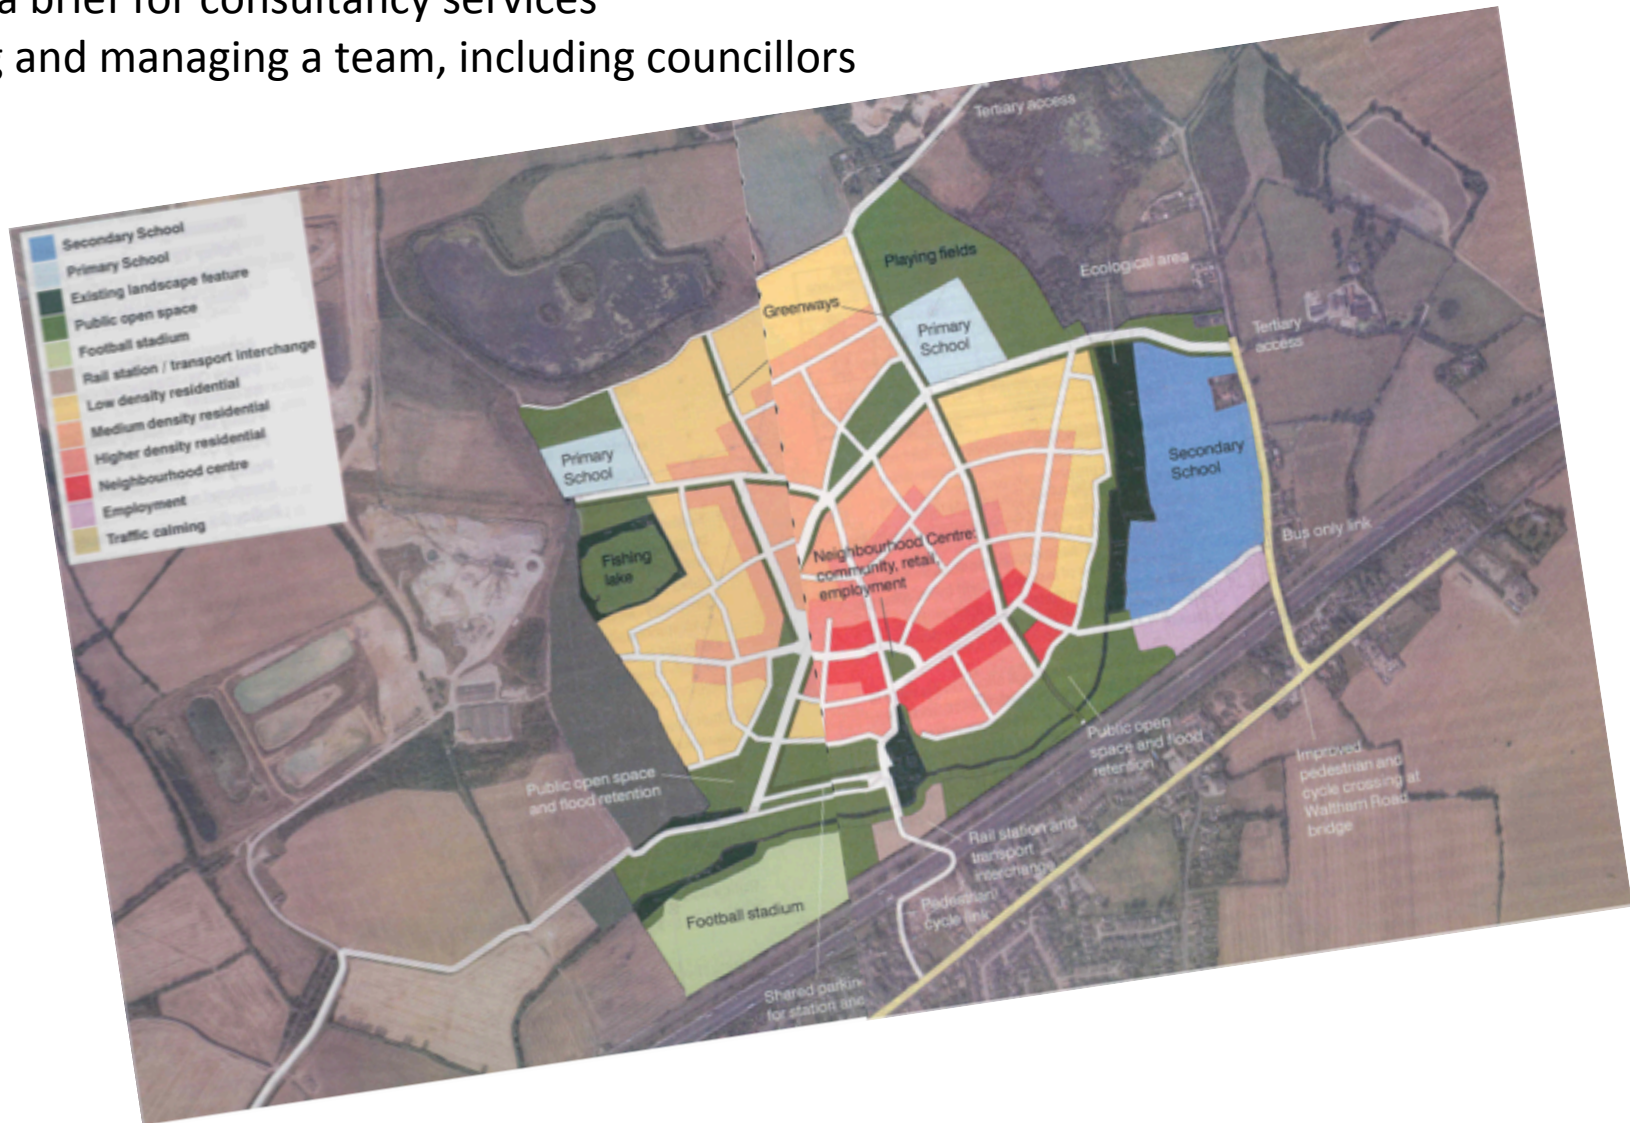 a brief for consultancy services
and managing a team, including councillors
Secondary School
Primary School
Existing landscape feature
Public open space
Football stadium
Rail station / transport interchange
Low density residential
Medium density residential
Higher density residential
Neighbourhood centre
Employment
Traffic calming
Tertiary access
Playing fields
Ecological area
Greenways
Primary
School
Tertiary
access
Primary
School
Secondary
School
Bus only link
Fishing
lake
Neighbourhood Centre:
community, retail,
employment
Public open space
and flood retention
Public open
space and flood
retention
Improved
pedestrian and
cycle crossing at
Waltham Road
bridge
Rail station and
transport
interchange
Pedestrian/
cycle link
Football stadium
Shared parking
for station and